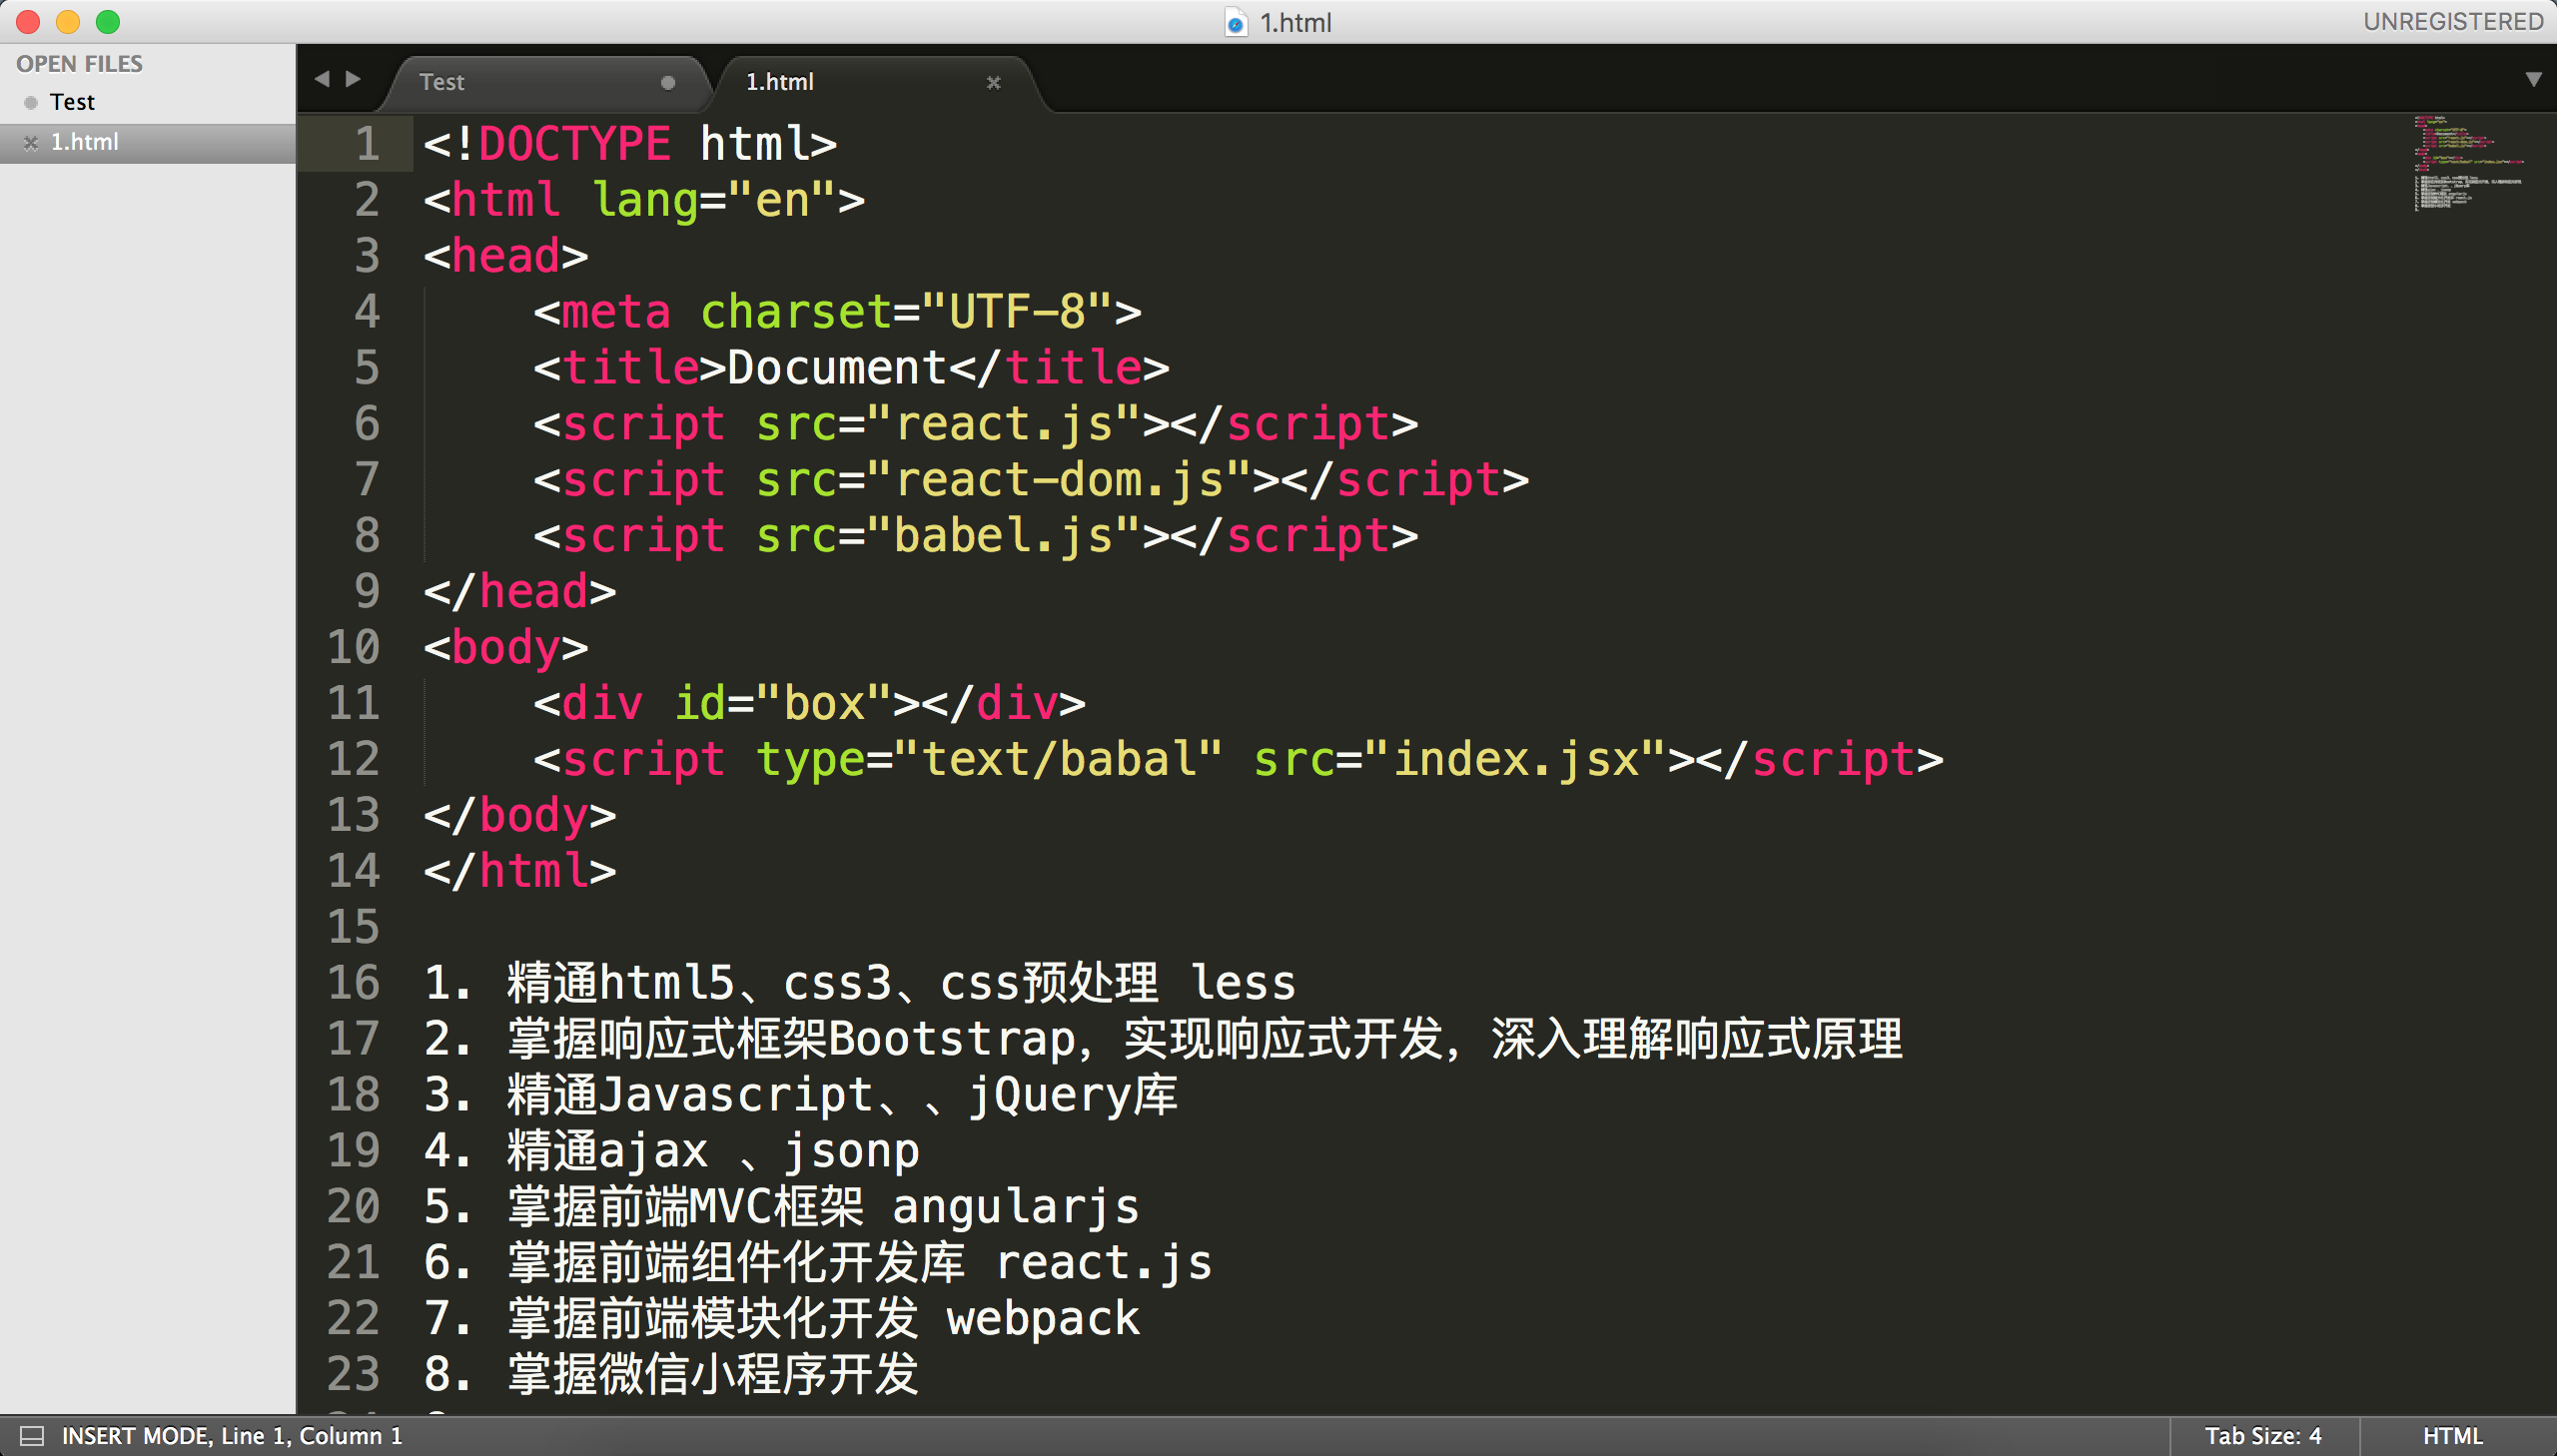 1.html
UNREGISTERED
OPEN FILES
Test
1.html
Test
1.html
1 <!DOCTYPE html>
2 <html lang="en">
3 <head>
4     <meta charset="UTF-8">
5     <title>Document</title>
6     <script src="react.js"></script>
7     <script src="react-dom.js"></script>
8     <script src="babel.js"></script>
9 </head>
10 <body>
11     <div id="box"></div>
12     <script type="text/babal" src="index.jsx"></script>
13 </body>
14 </html>
15
16 1. 精通html5、css3、css预处理 less
17 2. 掌握响应式框架Bootstrap，实现响应式开发，深入理解响应式原理
18 3. 精通Javascript、、jQuery库
19 4. 精通ajax 、jsonp
20 5. 掌握前端MVC框架 angularjs
21 6. 掌握前端组件化开发库 react.js
22 7. 掌握前端模块化开发 webpack
23 8. 掌握微信小程序开发
INSERT MODE, Line 1, Column 1
Tab Size: 4
HTML